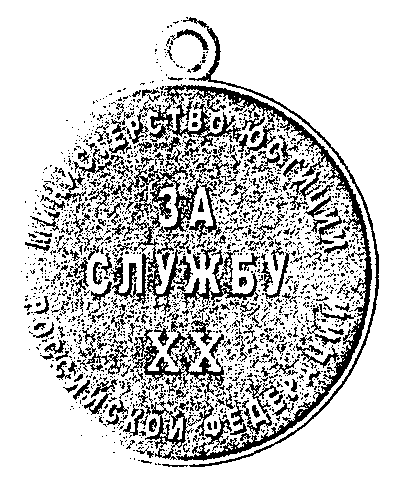 МИНИСТЕРСТВО ЮСТИЦИИ
ЗА
СЛУЖБУ
XX
РОССИЙСКОЙ ФЕДЕРАЦИИ